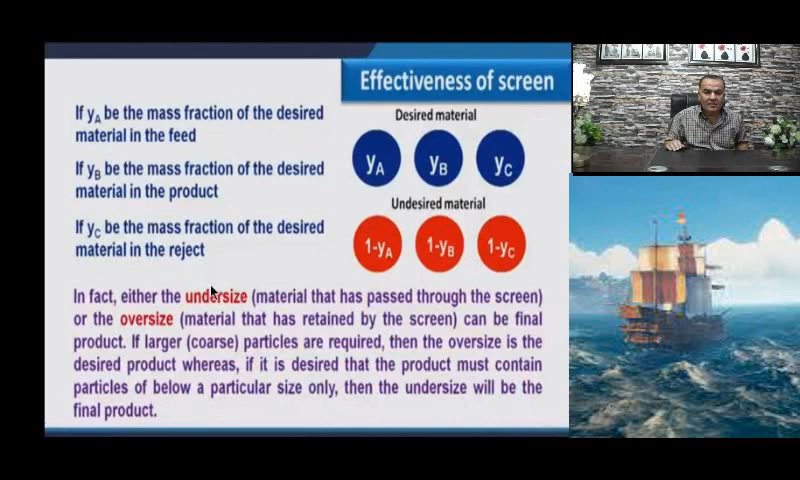 Effectiveness of screen
If yA be the mass fraction of the desired
material in the feed
If yB be the mass fraction of the desired
material in the product
If yC be the mass fraction of the desired
material in the reject
Desired material
yA yB yC
Undesired material
1-yA 1-yB 1-yC
In fact, either the undersize (material that has passed through the screen)
or the oversize (material that has retained by the screen) can be final
product. If larger (coarse) particles are required, then the oversize is the
desired product whereas, if it is desired that the product must contain
particles of below a particular size only, then the undersize will be the
final product.